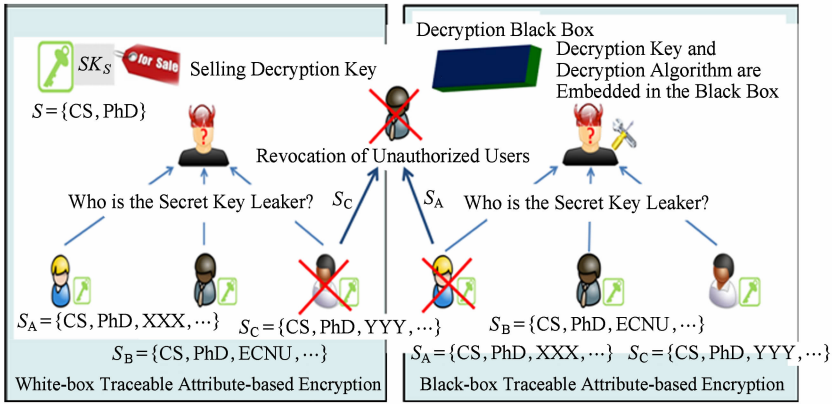 Decryption Black Box
for Sale
SK_S
Selling Decryption Key
Decryption Key and
Decryption Algorithm are
Embedded in the Black Box
S={CS,PhD}
?
?
Revocation of Unauthorized Users
Who is the Secret Key Leaker?
S_C
S_A
Who is the Secret Key Leaker?
S_A={CS,PhD,XXX,⋯}
S_C={CS,PhD,YYY,⋯}
S_B={CS,PhD,ECNU,⋯}
S_B={CS,PhD,ECNU,⋯}
S_A={CS,PhD,XXX,⋯}
S_C={CS,PhD,YYY,⋯}
White-box Traceable Attribute-based Encryption
Black-box Traceable Attribute-based Encryption